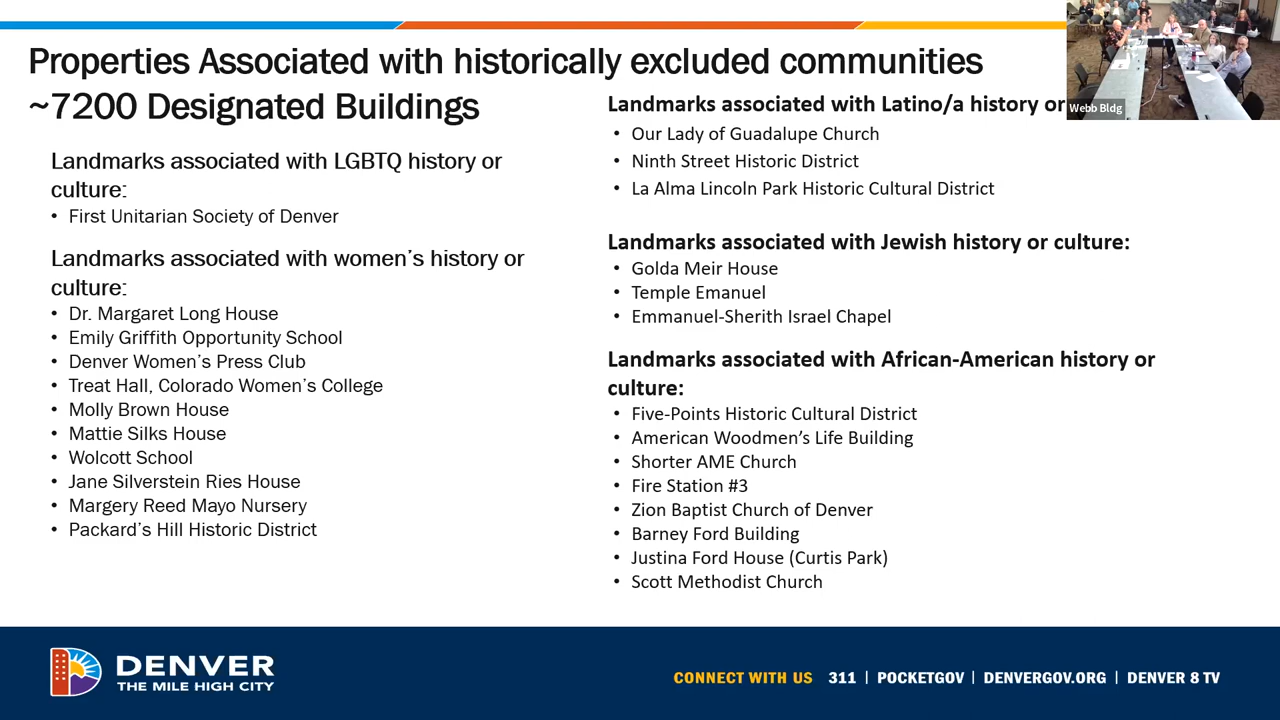 Properties Associated with historically excluded communities
~7200 Designated Buildings
Landmarks associated with LGBTQ history or
culture:
• First Unitarian Society of Denver
Landmarks associated with women's history or
culture:
• Dr. Margaret Long House
• Emily Griffith Opportunity School
• Denver Women's Press Club
• Treat Hall, Colorado Women's College
• Molly Brown House
• Mattie Silks House
• Wolcott School
• Jane Silverstein Ries House
• Margery Reed Mayo Nursery
• Packard's Hill Historic District
Landmarks associated with Latino/a history or
• Our Lady of Guadalupe Church
• Ninth Street Historic District
• La Alma Lincoln Park Historic Cultural District
Landmarks associated with Jewish history or culture:
• Golda Meir House
• Temple Emanuel
• Emmanuel-Sherith Israel Chapel
Landmarks associated with African-American history or
culture:
• Five-Points Historic Cultural District
• American Woodmen's Life Building
• Shorter AME Church
• Fire Station #3
• Zion Baptist Church of Denver
• Barney Ford Building
• Justina Ford House (Curtis Park)
• Scott Methodist Church
Webb Bldg
DENVER
THE MILE HIGH CITY
CONNECT WITH US 311 | POCKETGOV | DENVERGOV.ORG | DENVER 8 TV